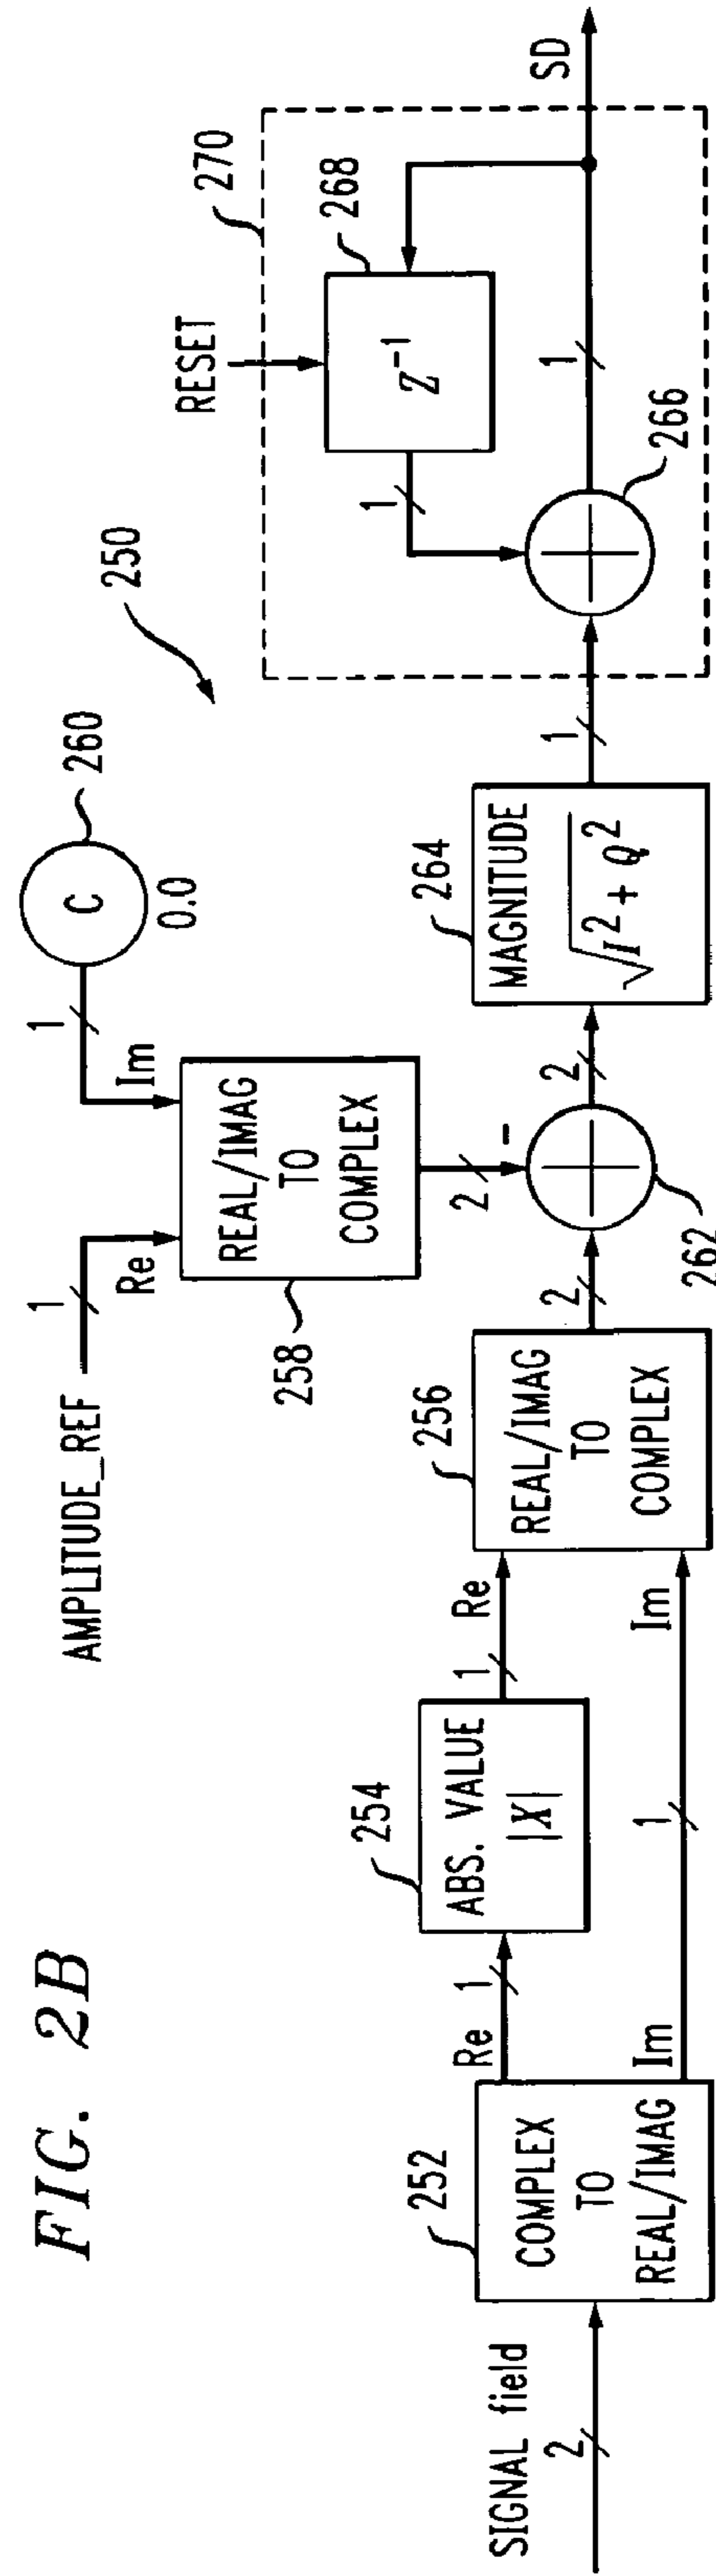 FIG. 2B
SIGNAL field
2
252
COMPLEX
TO
REAL/IMAG
Re
1
Im
1
254
ABS. VALUE
|X|
1
Re
Im
256
REAL/IMAG
TO
COMPLEX
2
AMPLITUDE_REF
1
Re
258
REAL/IMAG
TO
COMPLEX
Im
1
C
260
0.0
2
-
262
2
264
MAGNITUDE
√I² + Q²
1
250
270
RESET
268
Z⁻¹
1
266
1
SD